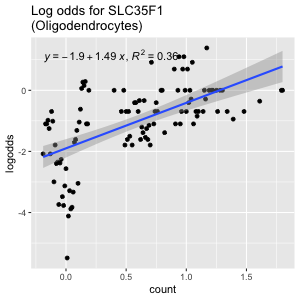 Log odds for SLC35F1
(Oligodendrocytes)
y = −1.9 + 1.49 x, R² = 0.36
0
-2
-4
logodds
0.0 0.5 1.0 1.5
count